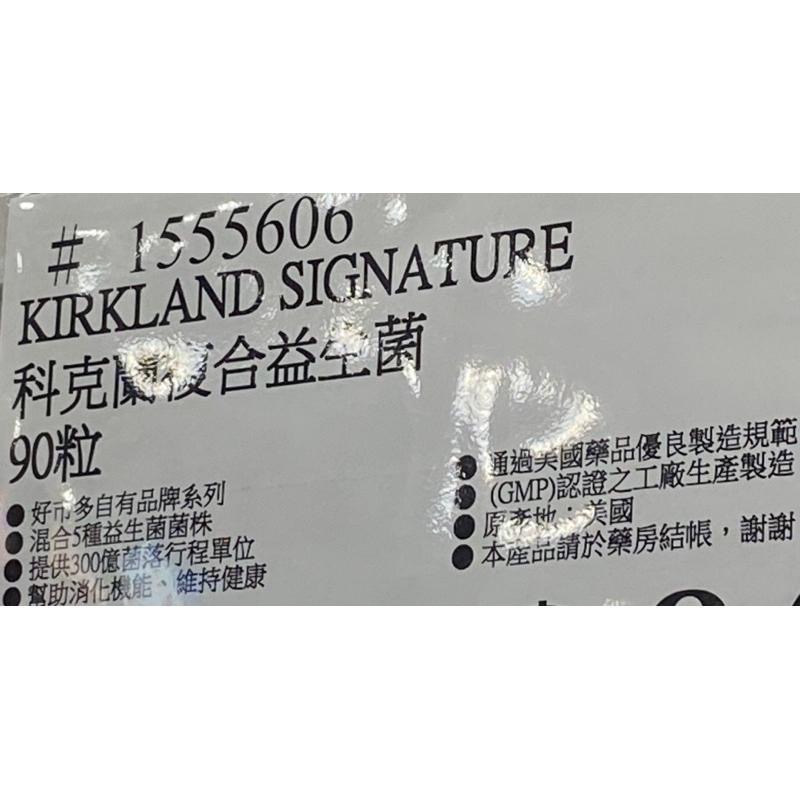 # 1555606
KIRKLAND SIGNATURE
科克蘭複合益生菌
90粒
● 好市多自有品牌系列
● 混合5種益生菌菌株
● 提供300億菌落行程單位
● 幫助消化機能、維持健康
● 通過美國藥品優良製造規範
● (GMP)認證之工廠生產製造
● 原產地：美國
● 本產品請於藥房結帳，謝謝